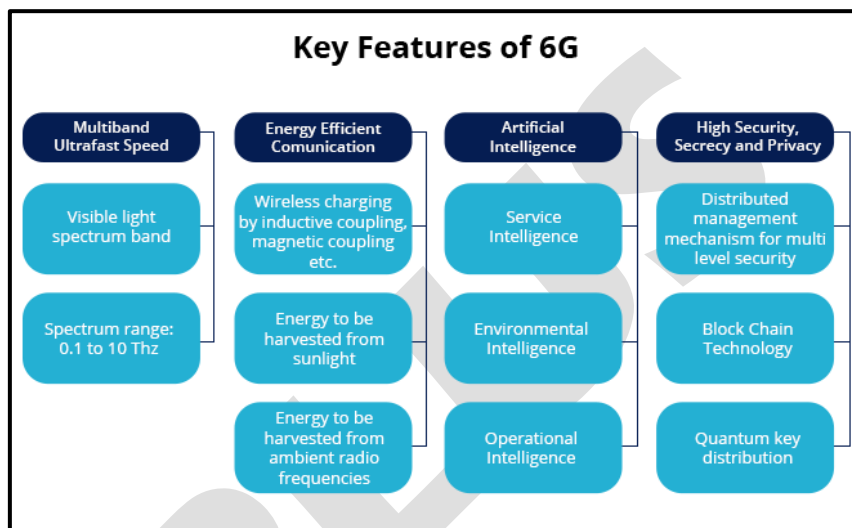 Key Features of 6G
Multiband
Ultrafast Speed
Visible light
spectrum band
Spectrum range:
0.1 to 10 Thz
Energy Efficient
Comunication
Wireless charging
by inductive coupling,
magnetic coupling
etc.
Energy to be
harvested from
sunlight
Energy to be
harvested from
ambient radio
frequencies
Artificial
Intelligence
Service
Intelligence
Environmental
Intelligence
Operational
Intelligence
High Security,
Secrecy and Privacy
Distributed
management
mechanism for multi
level security
Block Chain
Technology
Quantum key
distribution